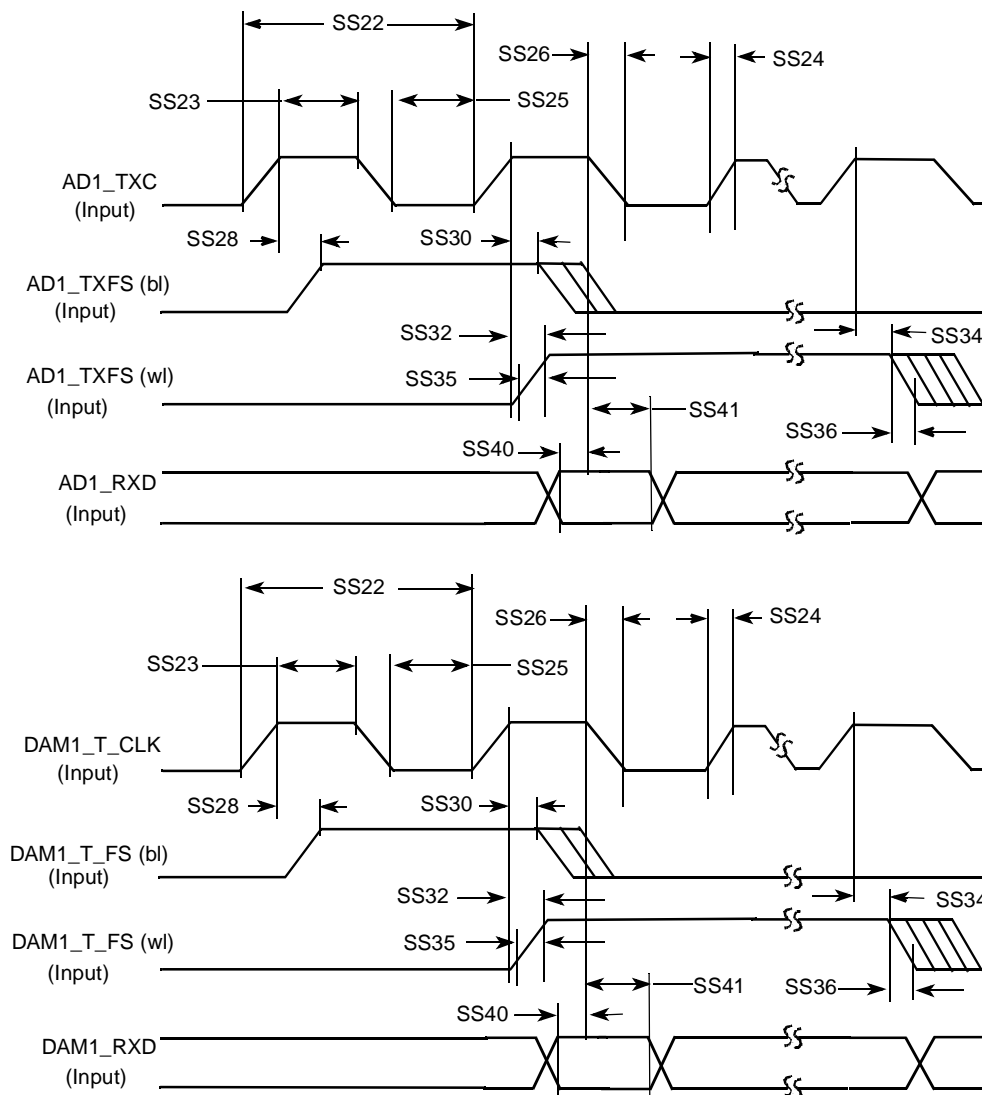 SS22
SS26
SS24
SS23
SS25
AD1_TXC
(Input)
SS28
SS30
AD1_TXFS (bl)
(Input)
SS32
SS34
AD1_TXFS (wl)
(Input)
SS35
SS41
SS36
SS40
AD1_RXD
(Input)
SS22
SS26
SS24
SS23
SS25
DAM1_T_CLK
(Input)
SS28
SS30
DAM1_T_FS (bl)
(Input)
SS32
SS34
DAM1_T_FS (wl)
(Input)
SS35
SS41
SS36
SS40
DAM1_RXD
(Input)